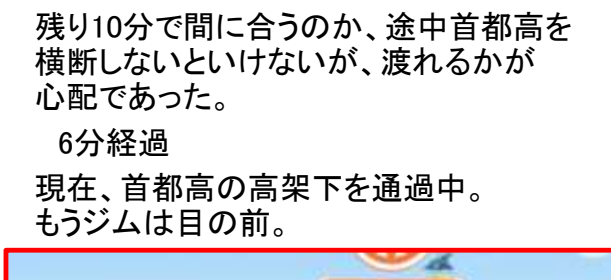 残り10分で間に合うのか、途中首都高を
横断しないといけないが、渡れるかが
心配であった。
6分経過
現在、首都高の高架下を通過中。
もうジムは目の前。